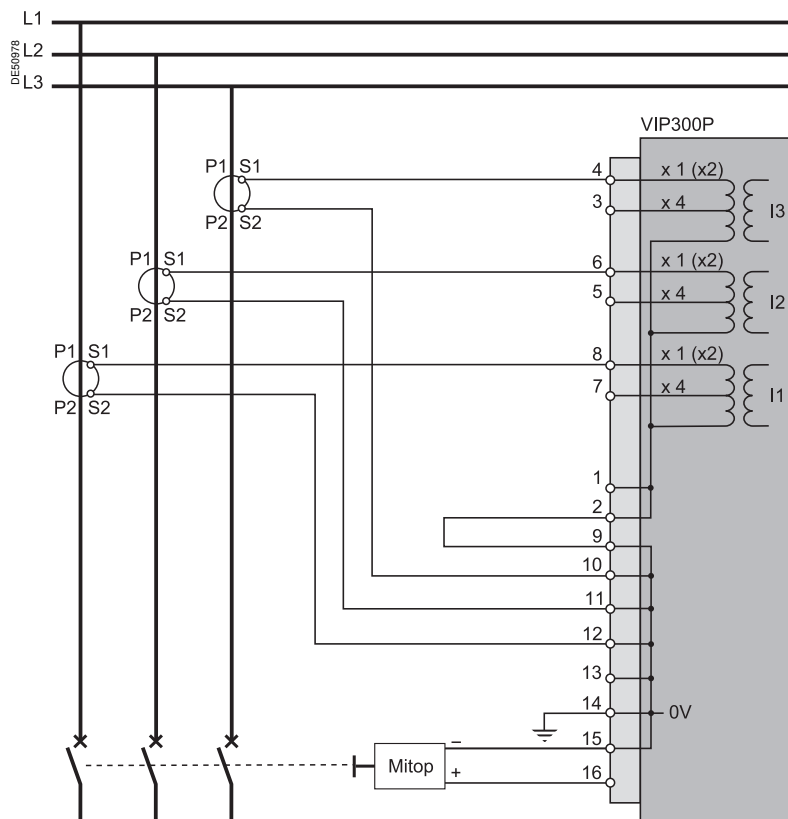 L1
L2
L3
DE50978
VIP300P
P1 S1
P2 S2
4
x 1 (x2)
3
x 4
I3
P1 S1
P2 S2
6
x 1 (x2)
5
x 4
I2
P1 S1
P2 S2
8
x 1 (x2)
7
x 4
I1
1
2
9
10
11
12
13
14
0V
15
16
Mitop
–
+